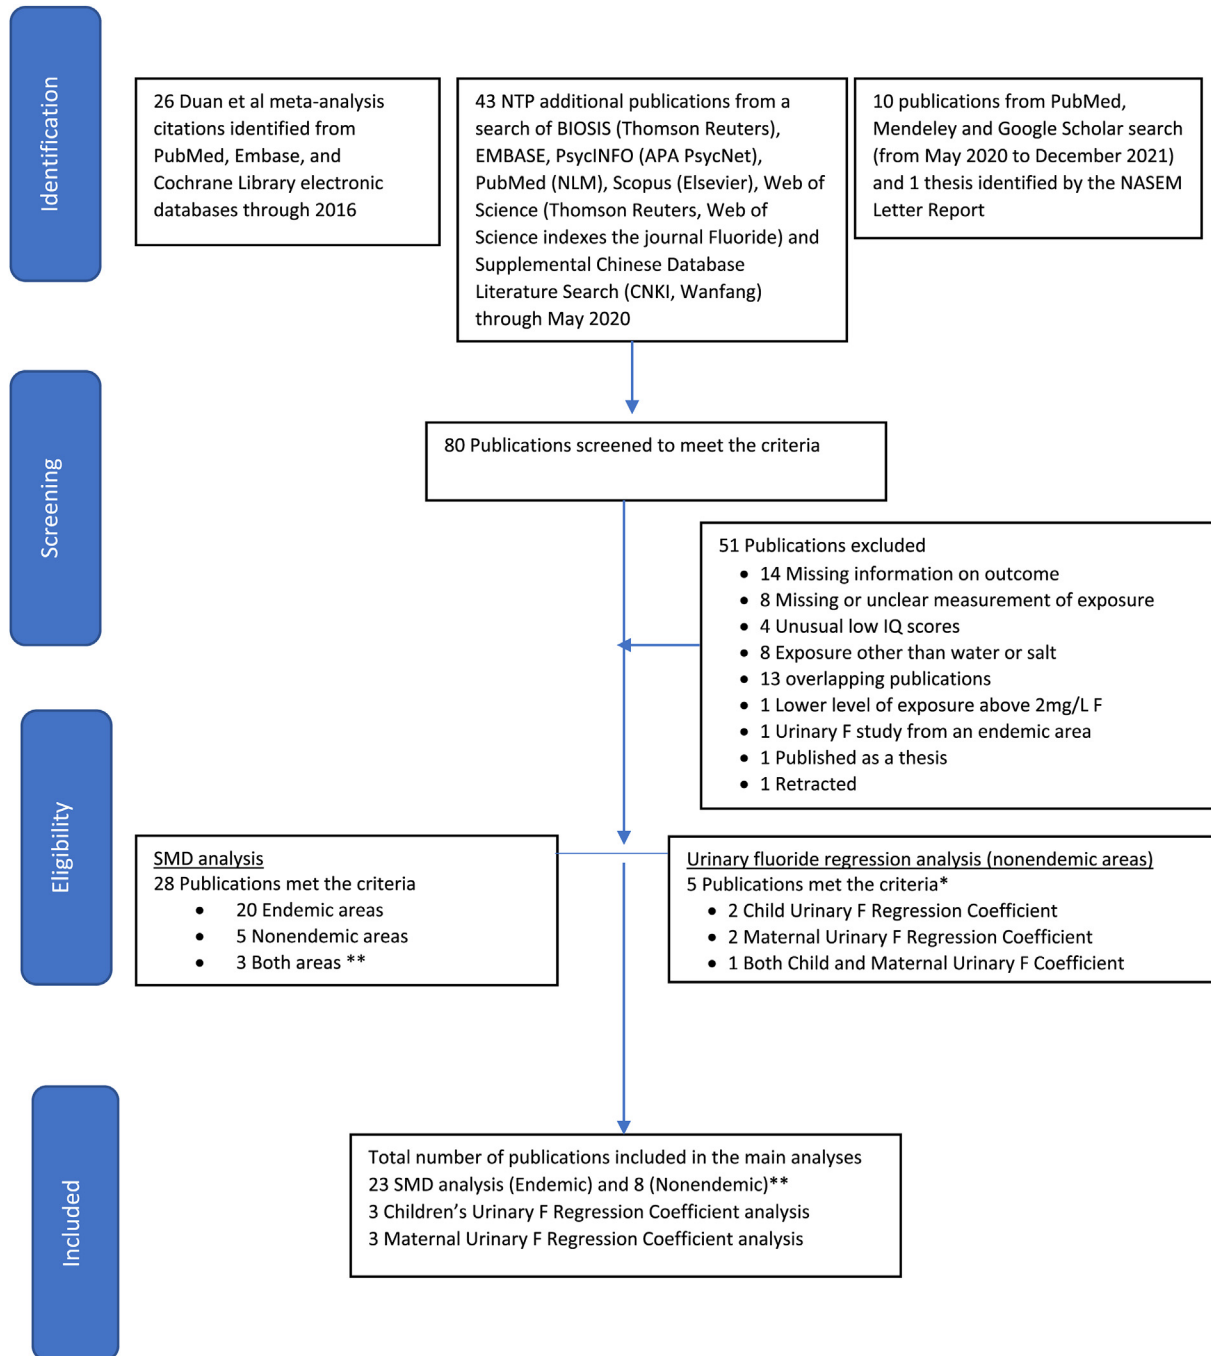 Identification
26 Duan et al meta-analysis
citations identified from
PubMed, Embase, and
Cochrane Library electronic
databases through 2016
43 NTP additional publications from a
search of BIOSIS (Thomson Reuters),
EMBASE, PsycINFO (APA PsycNet),
PubMed (NLM), Scopus (Elsevier), Web of
Science (Thomson Reuters, Web of
Science indexes the journal Fluoride) and
Supplemental Chinese Database
Literature Search (CNKI, Wanfang)
through May 2020
10 publications from PubMed,
Mendeley and Google Scholar search
(from May 2020 to December 2021)
and 1 thesis identified by the NASEM
Letter Report
Screening
80 Publications screened to meet the criteria
51 Publications excluded
• 14 Missing information on outcome
• 8 Missing or unclear measurement of exposure
• 4 Unusual low IQ scores
• 8 Exposure other than water or salt
• 13 overlapping publications
• 1 Lower level of exposure above 2mg/L F
• 1 Urinary F study from an endemic area
• 1 Published as a thesis
• 1 Retracted
Eligibility
SMD analysis
28 Publications met the criteria
• 20 Endemic areas
• 5 Nonendemic areas
• 3 Both areas **
Urinary fluoride regression analysis (nonendemic areas)
5 Publications met the criteria*
• 2 Child Urinary F Regression Coefficient
• 2 Maternal Urinary F Regression Coefficient
• 1 Both Child and Maternal Urinary F Coefficient
Included
Total number of publications included in the main analyses
23 SMD analysis (Endemic) and 8 (Nonendemic)**
3 Children's Urinary F Regression Coefficient analysis
3 Maternal Urinary F Regression Coefficient analysis